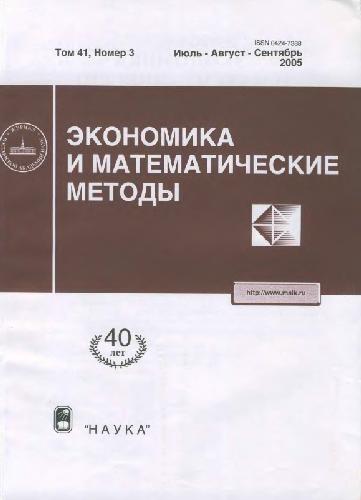 ISSN 0424-7388
Том 41, Номер 3
Июль - Август - Сентябрь
2005
ЭКОНОМИКА
И МАТЕМАТИЧЕСКИЕ
МЕТОДЫ
http://www.maik.ru
40
лет
"НАУКА"